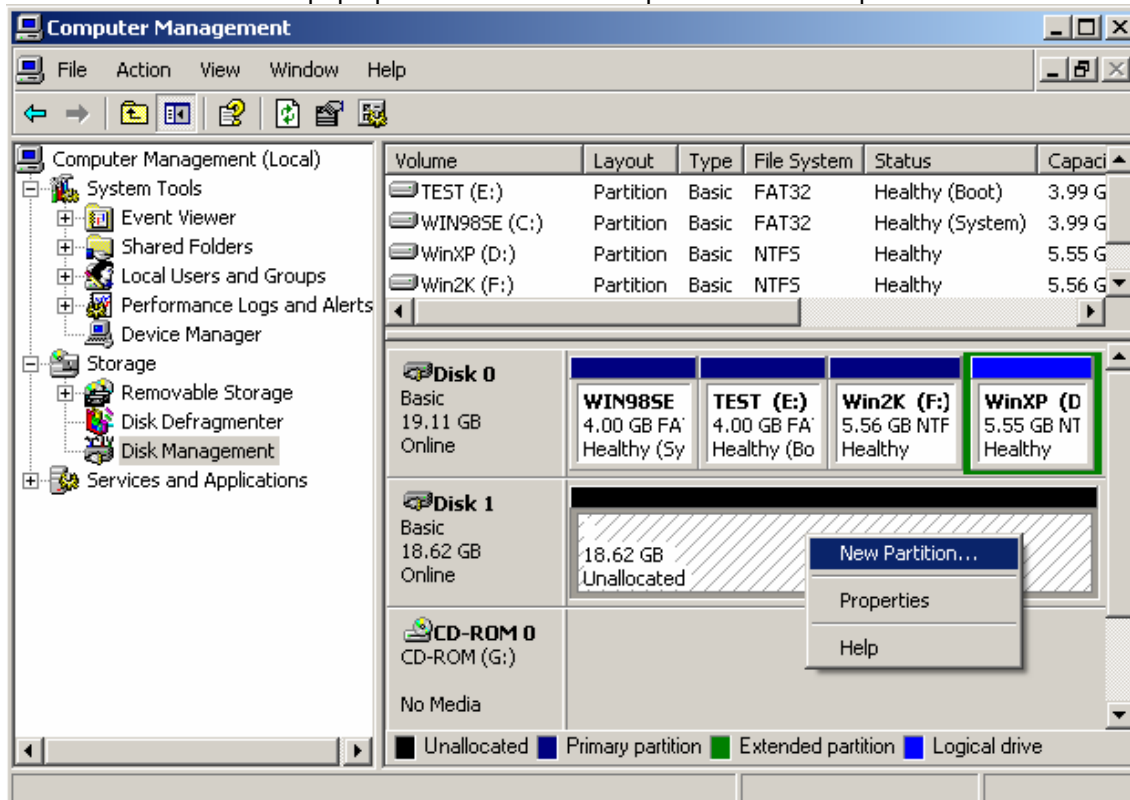 Computer Management
File Action View Window Help
Computer Management (Local)
System Tools
Event Viewer
Shared Folders
Local Users and Groups
Performance Logs and Alerts
Device Manager
Storage
Removable Storage
Disk Defragmenter
Disk Management
Services and Applications
Volume Layout Type File System Status Capaci
TEST (E:) Partition Basic FAT32 Healthy (Boot) 3.99 G
WIN98SE (C:) Partition Basic FAT32 Healthy (System) 3.99 G
WinXP (D:) Partition Basic NTFS Healthy 5.55 G
Win2K (F:) Partition Basic NTFS Healthy 5.56 G
Disk 0
Basic
19.11 GB
Online
WIN98SE
4.00 GB FA
Healthy (Sy
TEST (E:)
4.00 GB FA
Healthy (Bo
Win2K (F:)
5.56 GB NTF
Healthy
WinXP (D
5.55 GB NT
Healthy
Disk 1
Basic
18.62 GB
Online
18.62 GB
Unallocated
New Partition...
Properties
Help
CD-ROM 0
CD-ROM (G:)
No Media
Unallocated Primary partition Extended partition Logical drive